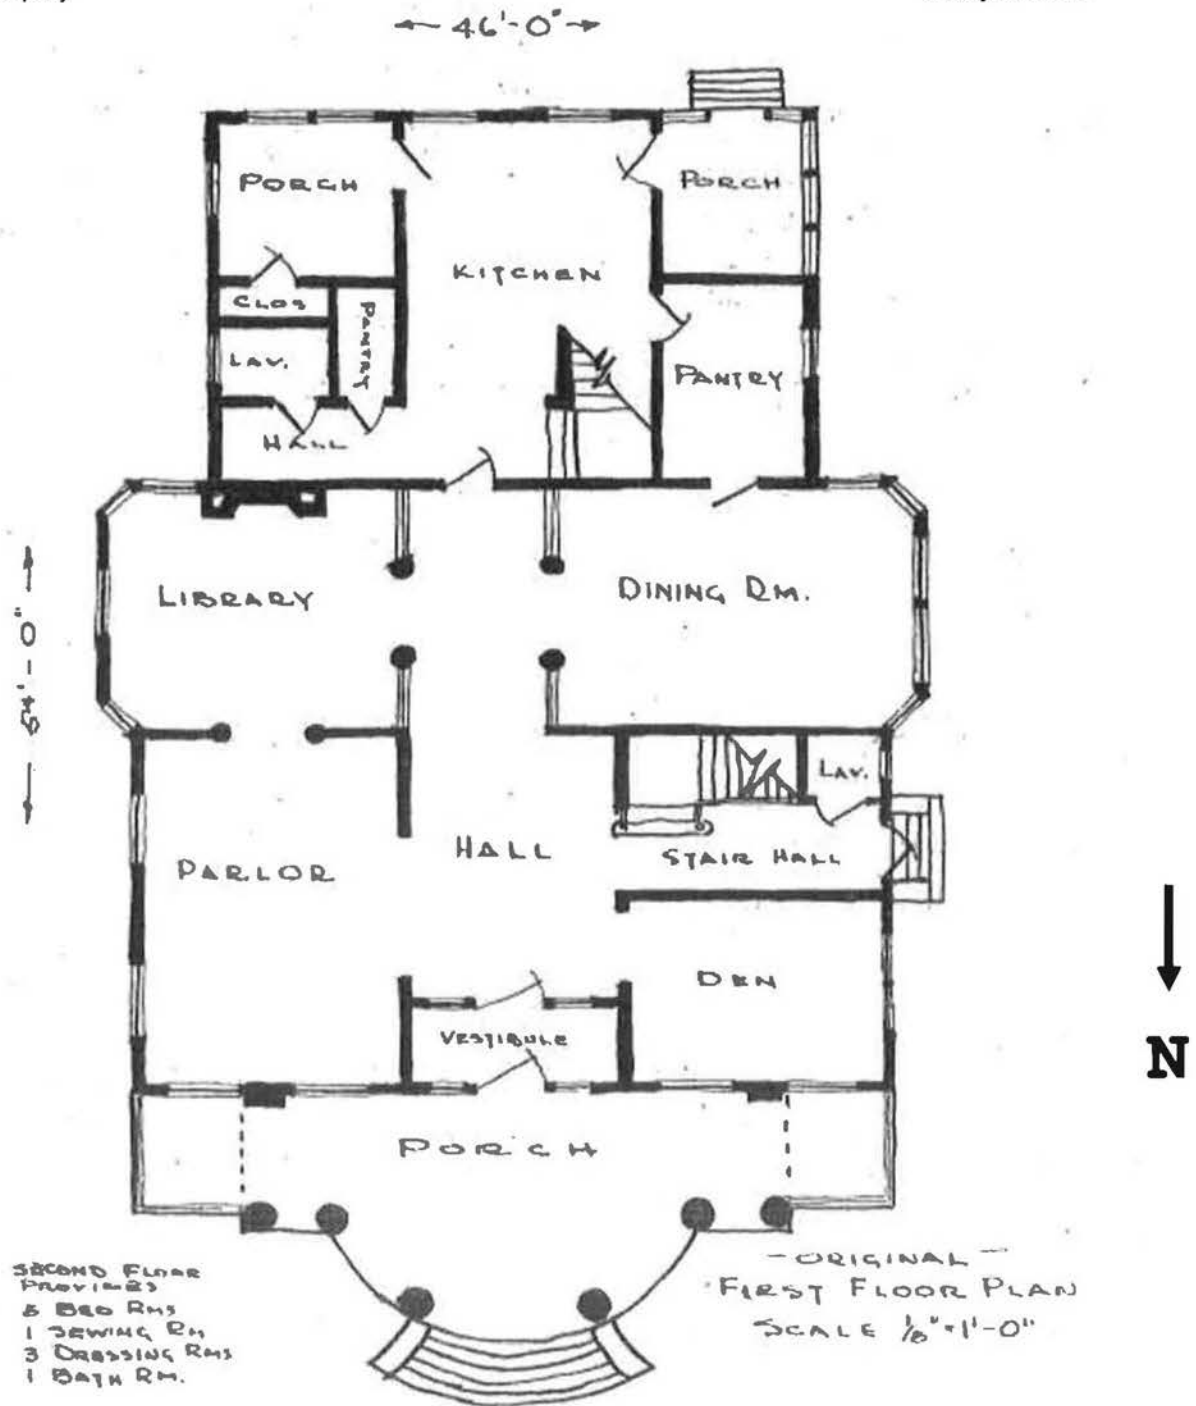 46'-0"
PORCH
PORCH
KITCHEN
CLOS
PANTRY
LAV.
PANTRY
HALL
LIBRARY
DINING RM.
54'-0"
LAV.
HALL
STAIR HALL
PARLOR
DEN
VESTIBULE
N
PORCH
-ORIGINAL-
FIRST FLOOR PLAN
SCALE 1/8"=1'-0"
SECOND FLOOR
PROVIDES
5 BED RMS
1 SEWING RM
3 DRESSING RMS
1 BATH RM.